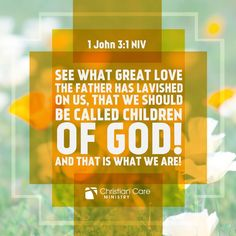 1 John 3:1 NIV
SEE WHAT GREAT LOVE
THE FATHER HAS LAVISHED
ON US, THAT WE SHOULD
BE CALLED CHILDREN
OF GOD!
AND THAT IS WHAT WE ARE!
Christian Care
MINISTRY